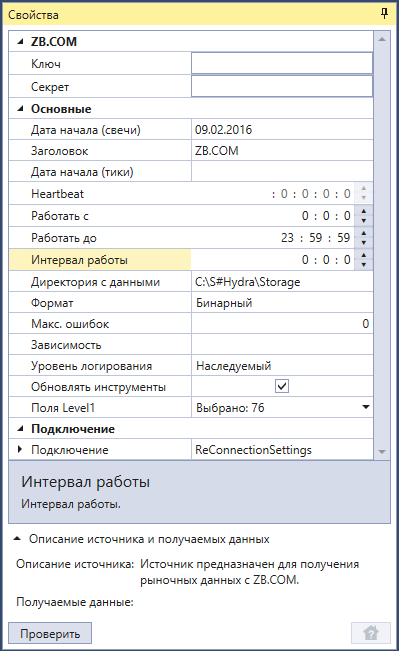 Свойства
ZB.COM
Ключ
Секрет
Основные
Дата начала (свечи) 09.02.2016
Заголовок ZB.COM
Дата начала (тики)
Heartbeat : 0 : 0 : 0 : 0
Работать с 0 : 0 : 0
Работать до 23 : 59 : 59
Интервал работы 0 : 0 : 0
Директория с данными C:\S#Hydra\Storage
Формат Бинарный
Макс. ошибок 0
Зависимость
Уровень логирования Наследуемый
Обновлять инструменты
Поля Level1 Выбрано: 76
Подключение
Подключение ReConnectionSettings
Интервал работы
Интервал работы.
Описание источника и получаемых данных
Описание источника: Источник предназначен для получения
рыночных данных с ZB.COM.
Получаемые данные:
Проверить